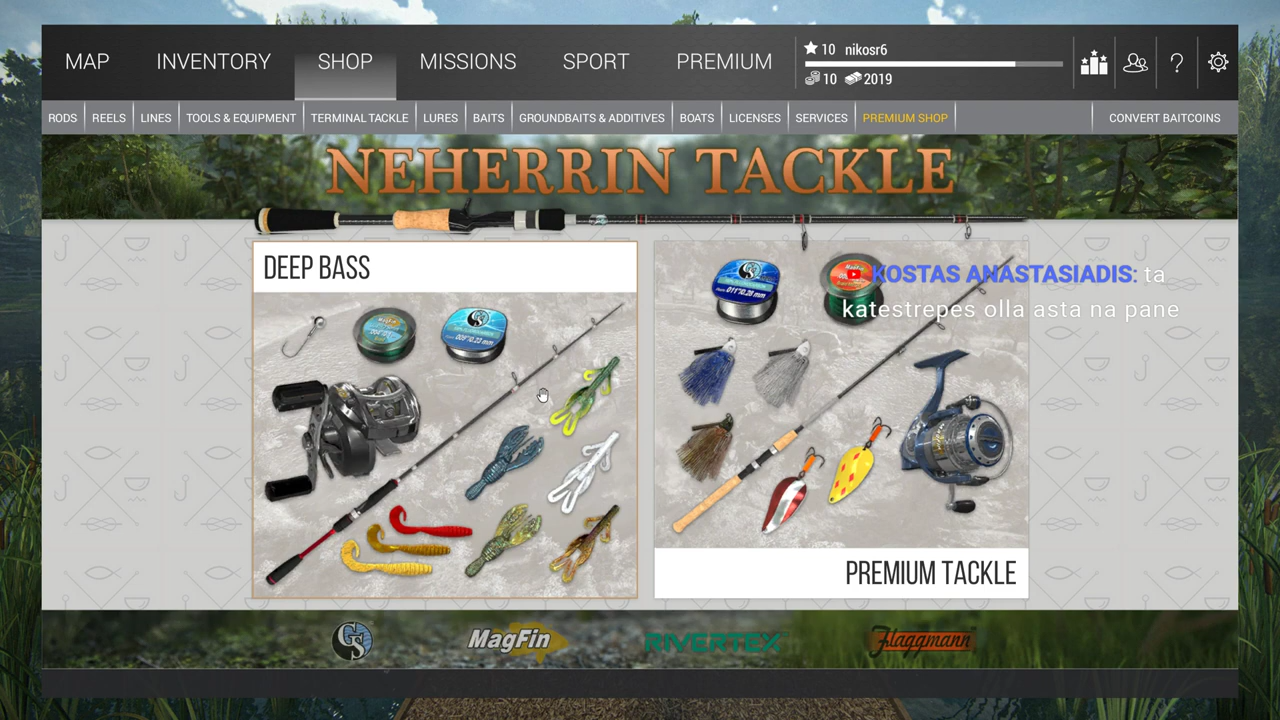 MAP INVENTORY SHOP MISSIONS SPORT PREMIUM
10 nikosr6
10 2019
RODS REELS LINES TOOLS & EQUIPMENT TERMINAL TACKLE LURES BAITS GROUNDBAITS & ADDITIVES BOATS LICENSES SERVICES PREMIUM SHOP CONVERT BAITCOINS
NEHERRIN TACKLE
DEEP BASS
KOSTAS ANASTASIADIS: ta
katestrepes olla asta na pane
PREMIUM TACKLE
GS MagFin RIVERTEX Flaggmann